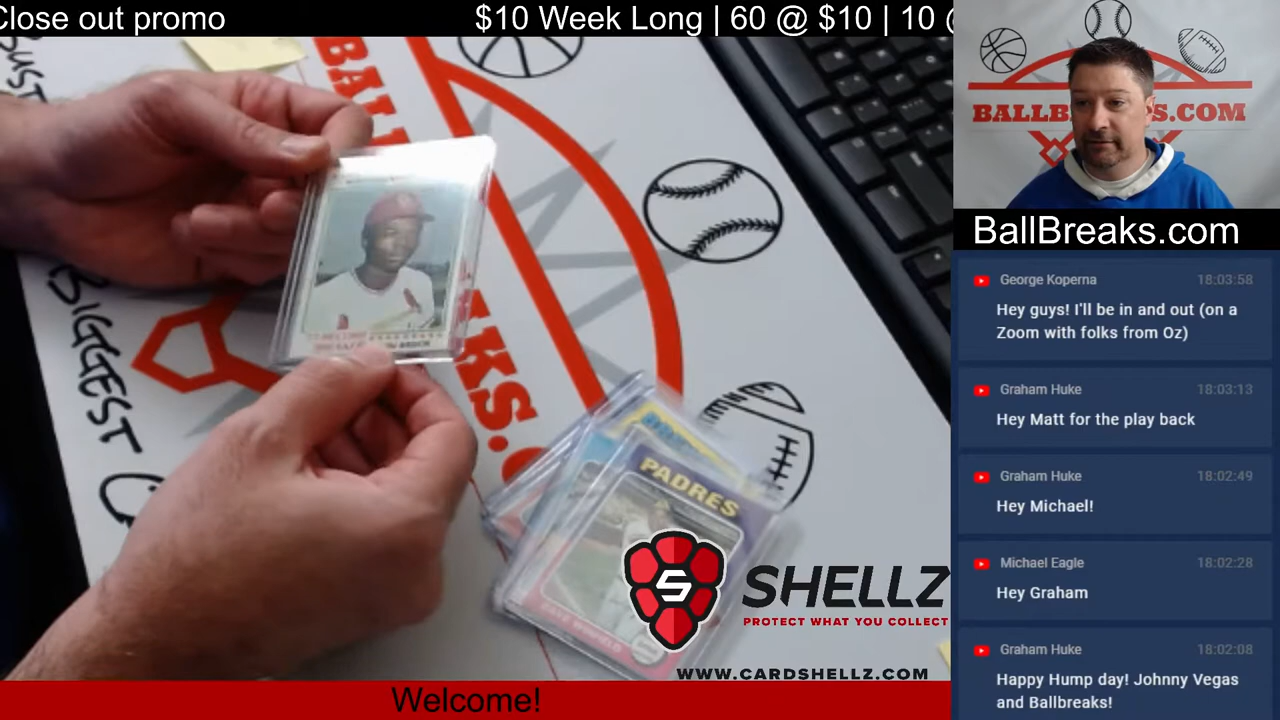 Close out promo
$10 Week Long | 60 @ $10 | 10 @
BALLBREAKS.COM
BallBreaks.com
George Koperna
18:03:58
Hey guys! I'll be in and out (on a
Zoom with folks from Oz)
Graham Huke
18:03:13
Hey Matt for the play back
Graham Huke
18:02:49
Hey Michael!
Michael Eagle
18:02:28
Hey Graham
Graham Huke
18:02:08
Happy Hump day! Johnny Vegas
and Ballbreaks!
BIGGEST
PADRES
S
SHELLZ
PROTECT WHAT YOU COLLECT
WWW.CARDSHELLZ.COM
Welcome!